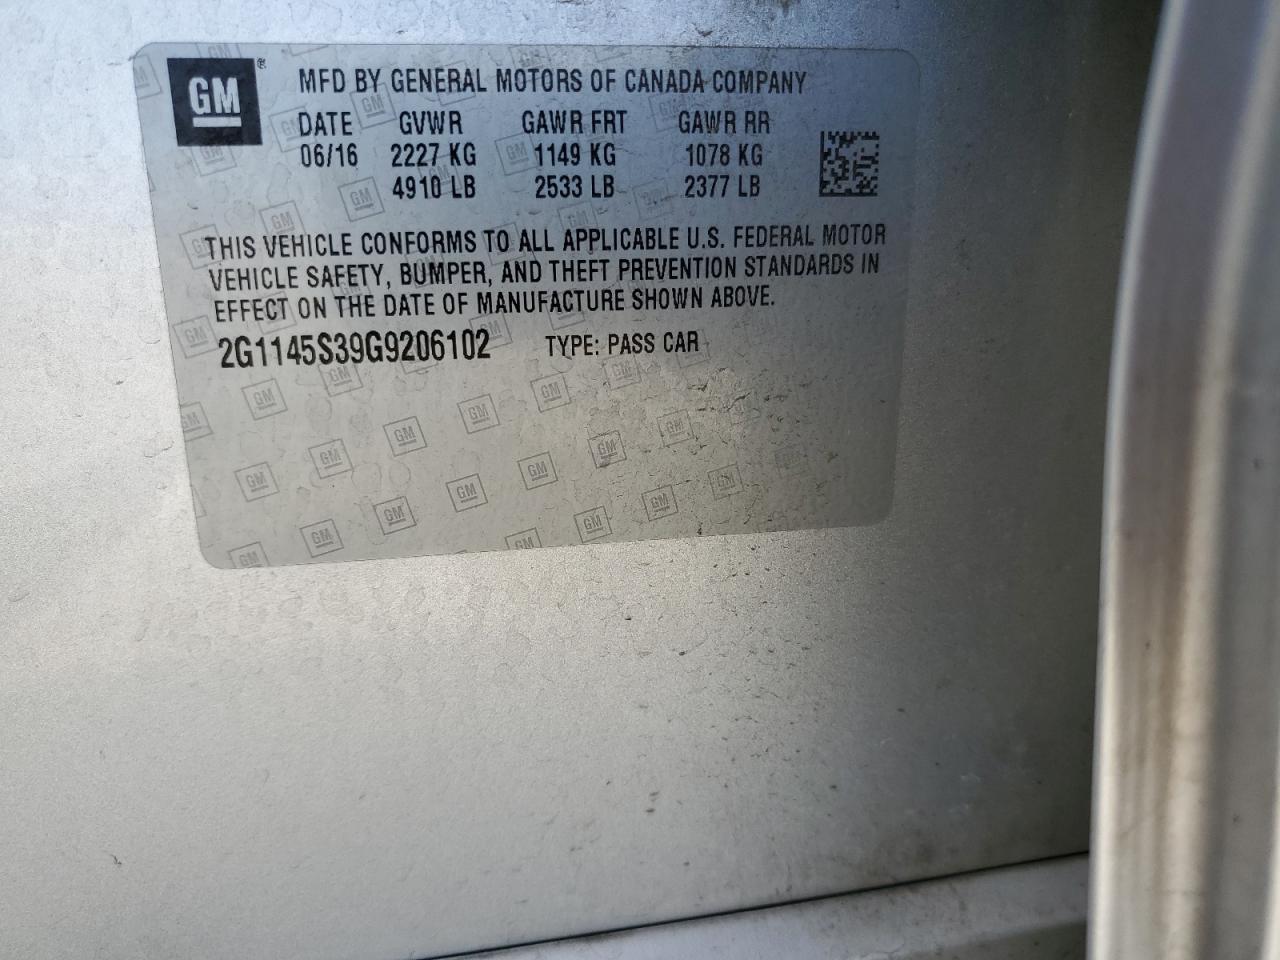 GM®
MFD BY GENERAL MOTORS OF CANADA COMPANY
DATE GVWR GAWR FRT GAWR RR
06/16 2227 KG 1149 KG 1078 KG
4910 LB 2533 LB 2377 LB
THIS VEHICLE CONFORMS TO ALL APPLICABLE U.S. FEDERAL MOTOR
VEHICLE SAFETY, BUMPER, AND THEFT PREVENTION STANDARDS IN
EFFECT ON THE DATE OF MANUFACTURE SHOWN ABOVE.
2G1145S39G9206102 TYPE: PASS CAR